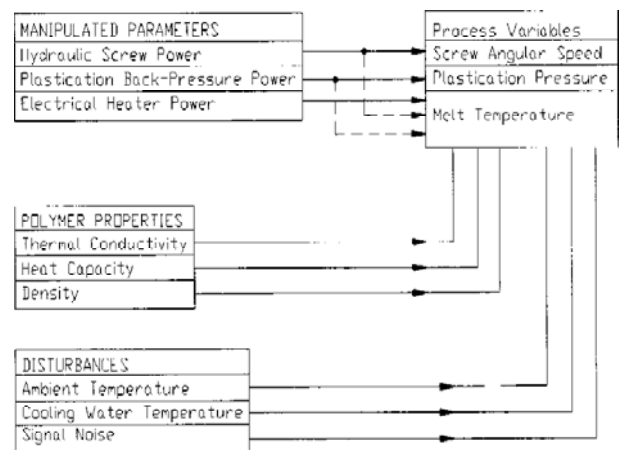 MANIPULATED PARAMETERS
Hydraulic Screw Power
Plastication Back-Pressure Power
Electrical Heater Power
Process Variables
Screw Angular Speed
Plastication Pressure
Melt Temperature
POLYMER PROPERTIES
Thermal Conductivity
Heat Capacity
Density
DISTURBANCES
Ambient Temperature
Cooling Water Temperature
Signal Noise